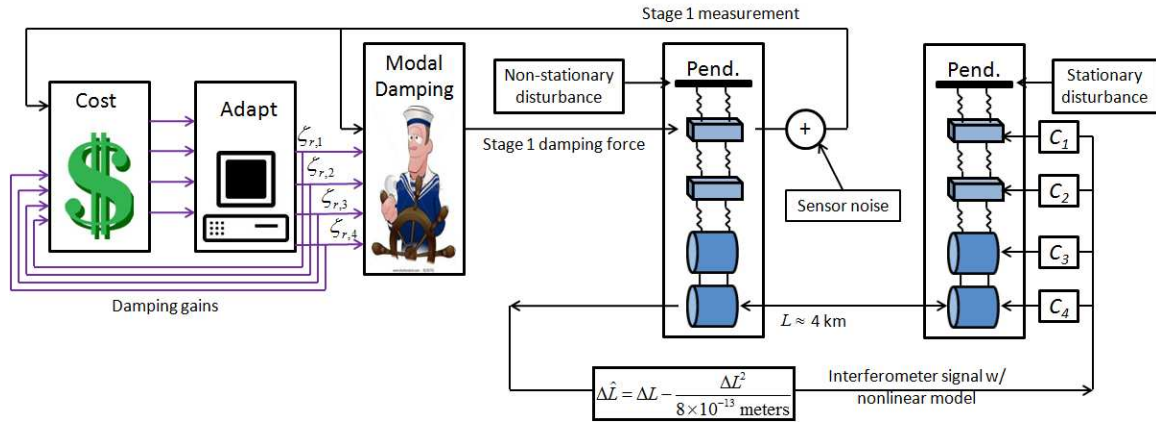 Stage 1 measurement
Cost
$
Adapt
ζr,1
ζr,2
ζr,3
ζr,4
Damping gains
Modal
Damping
Stage 1 damping force
Non-stationary
disturbance
Pend.
+
Sensor noise
Pend.
Stationary
disturbance
C1
C2
C3
C4
L ≈ 4 km
ΔL̂ = ΔL − ΔL² / 8×10⁻¹³ meters
Interferometer signal w/
nonlinear model